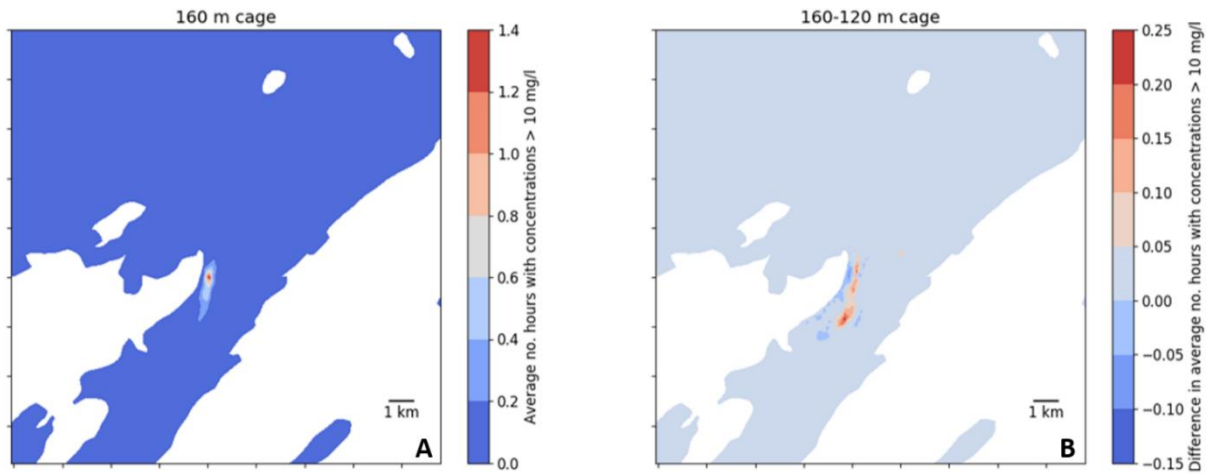 160 m cage
1.4
1.2
1.0
0.8
0.6
0.4
0.2
0.0
Average no. hours with concentrations > 10 mg/l
1 km
A
160-120 m cage
0.25
0.20
0.15
0.10
0.05
0.00
−0.05
−0.10
−0.15
Difference in average no. hours with concentrations > 10 mg/l
1 km
B